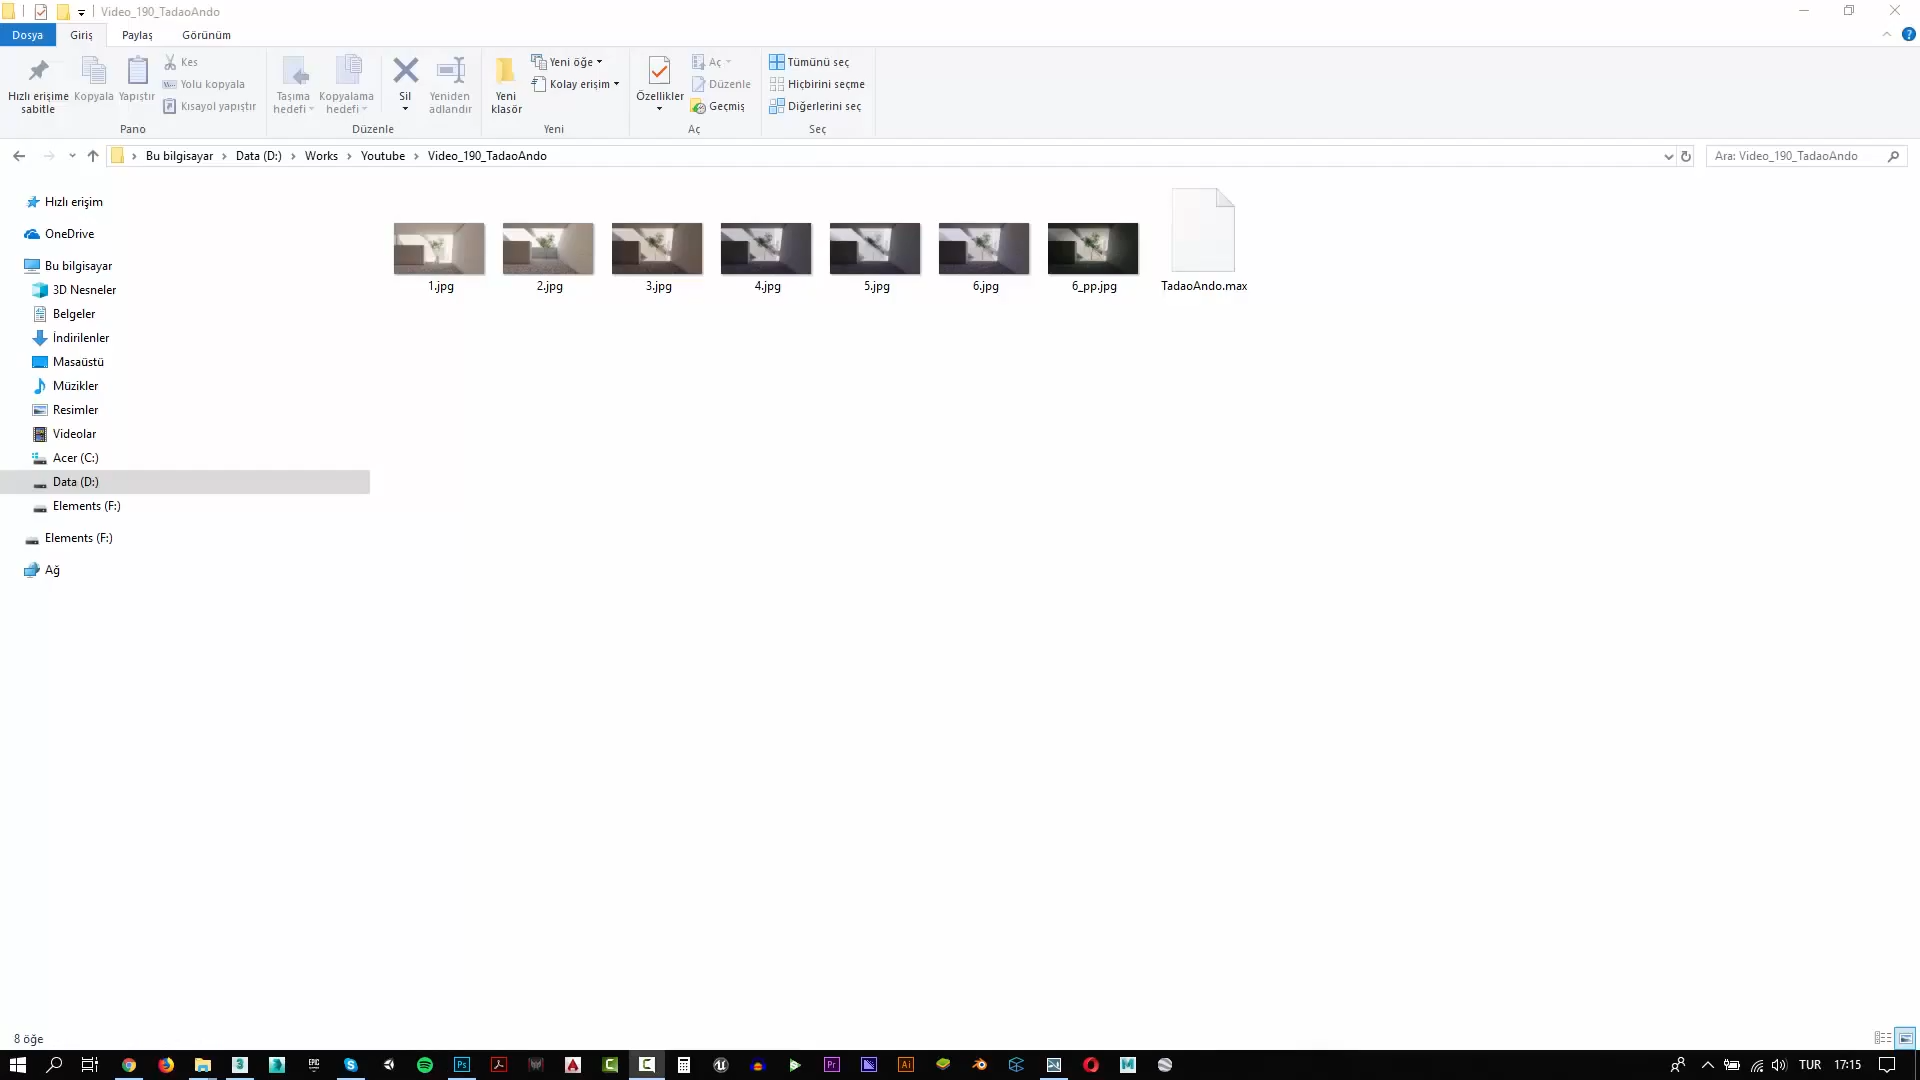 Video_190_TadaoAndo
Dosya
Giriş
Paylaş
Görünüm
Hızlı erişime sabitle
Kopyala
Yapıştır
Kes
Yolu kopyala
Kısayol yapıştır
Pano
Taşıma hedefi
Kopyalama hedefi
Sil
Yeniden adlandır
Düzenle
Yeni klasör
Yeni öğe
Kolay erişim
Yeni
Özellikler
Aç
Düzenle
Geçmiş
Aç
Tümünü seç
Hiçbirini seçme
Diğerlerini seç
Seç
Bu bilgisayar
Data (D:)
Works
Youtube
Video_190_TadaoAndo
Ara: Video_190_TadaoAndo
Hızlı erişim
OneDrive
Bu bilgisayar
3D Nesneler
Belgeler
İndirilenler
Masaüstü
Müzikler
Resimler
Videolar
Acer (C:)
Data (D:)
Elements (F:)
Elements (F:)
Ağ
1.jpg
2.jpg
3.jpg
4.jpg
5.jpg
6.jpg
6_pp.jpg
TadaoAndo.max
8 öğe
EPIC
Ps
Pr
Ai
TUR
17:15